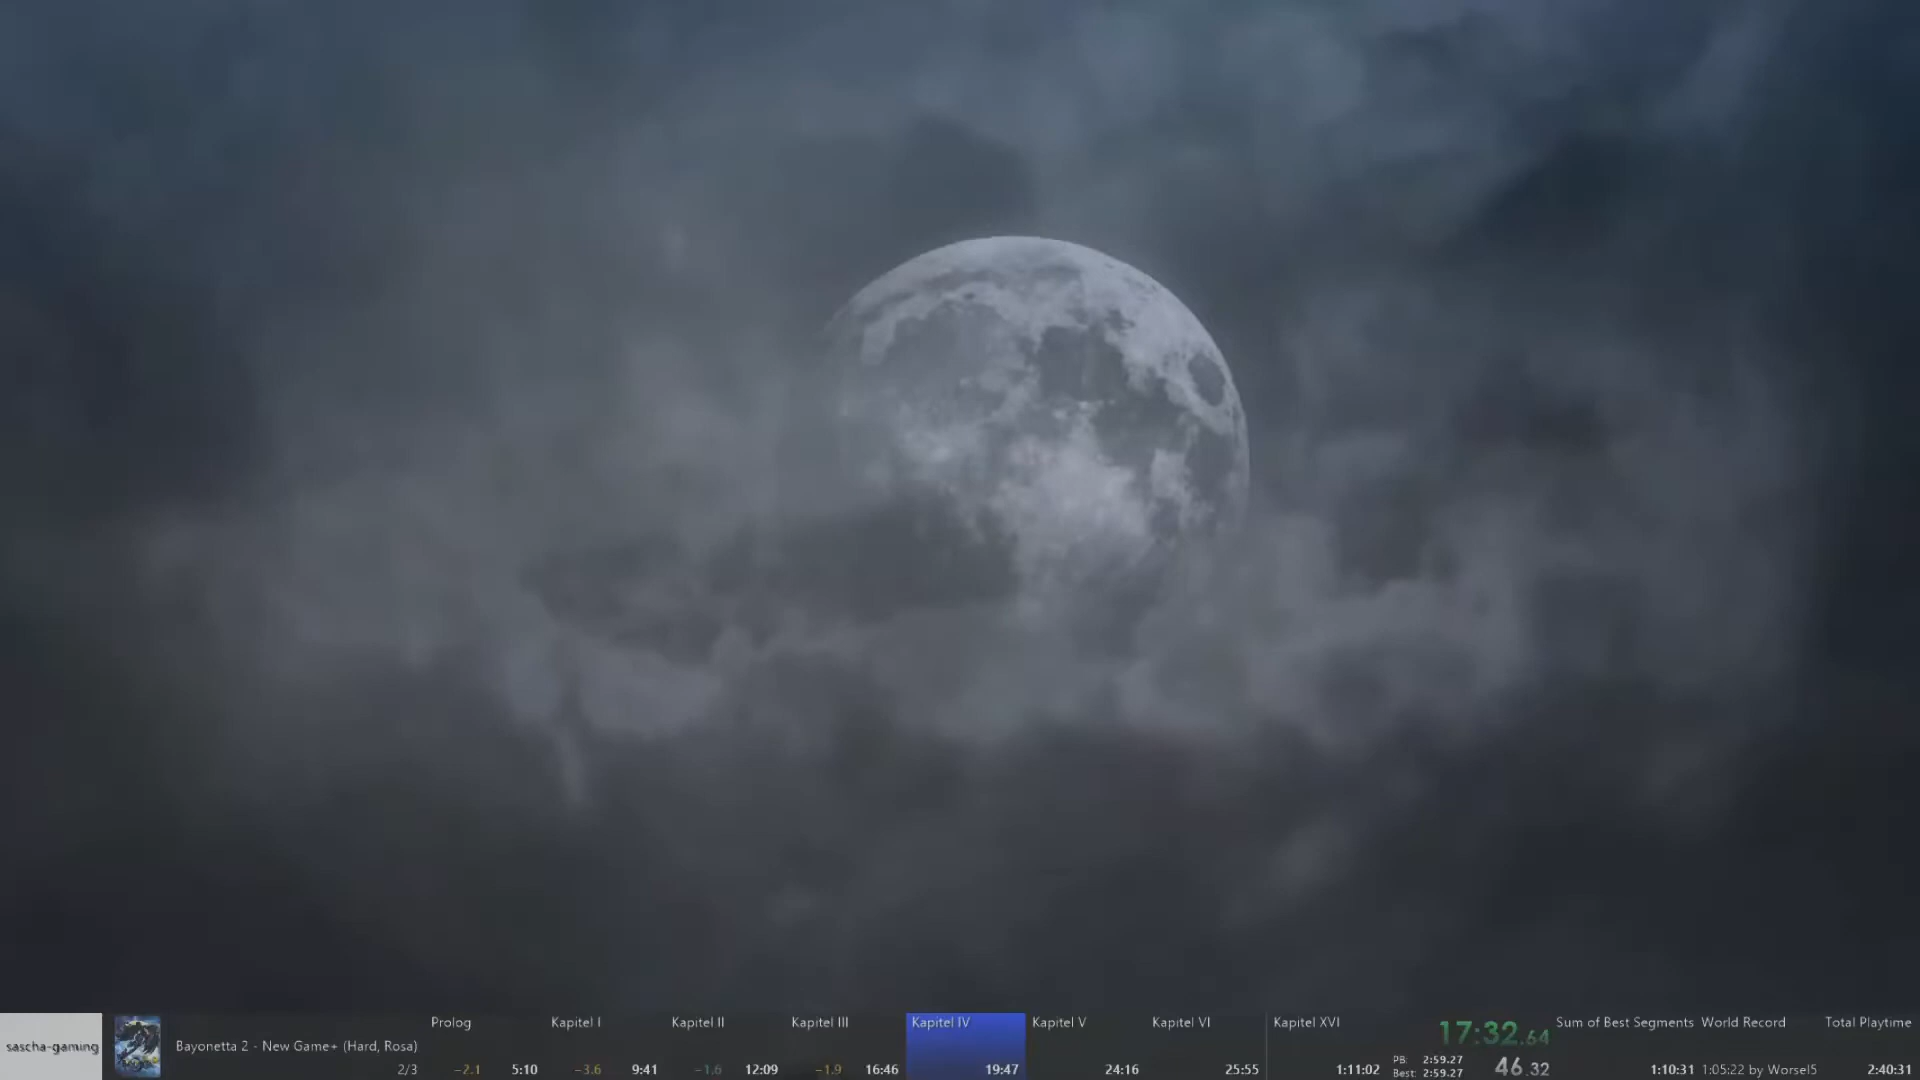 sascha-gaming
Bayonetta 2 - New Game+ (Hard, Rosa)
2/3
Prolog
−2.1 5:10
Kapitel I
−3.6 9:41
Kapitel II
−1.6 12:09
Kapitel III
−1.9 16:46
Kapitel IV
19:47
Kapitel V
24:16
Kapitel VI
25:55
Kapitel XVI
1:11:02
17:32.64
PB: 2:59.27
Best: 2:59.27
46.32
Sum of Best Segments
1:10:31
World Record
1:05:22 by Worsel5
Total Playtime
2:40:31